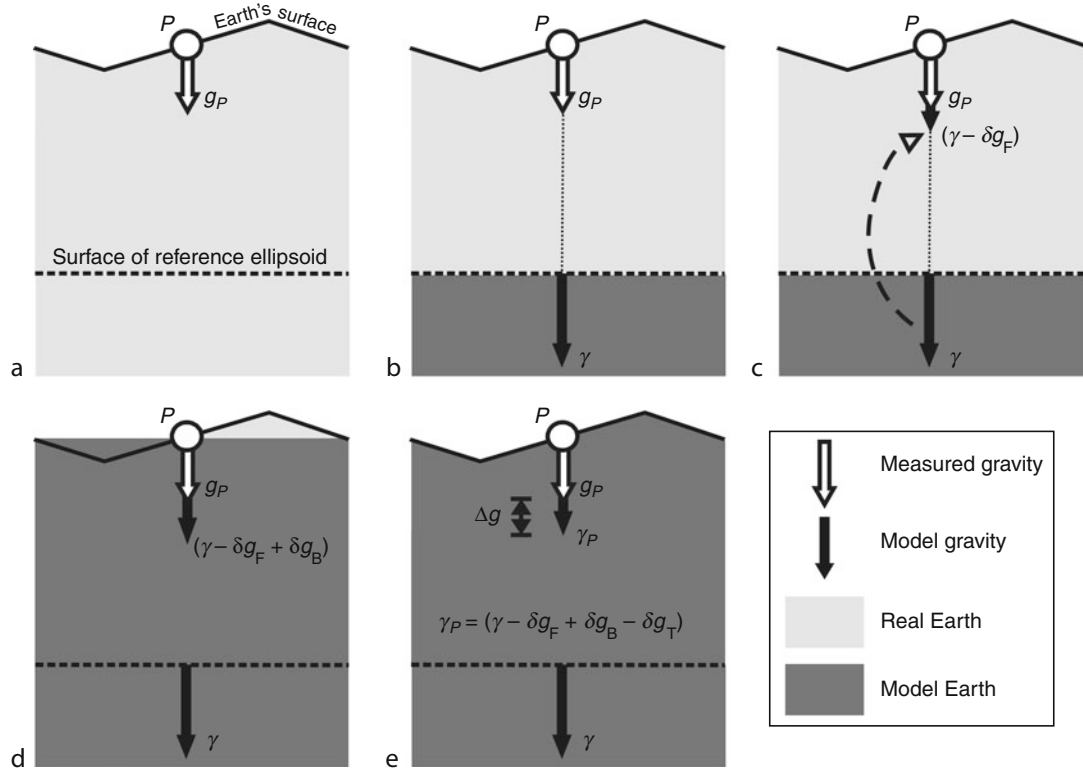 P
Earth's surface
g_P
Surface of reference ellipsoid
a
P
g_P
γ
b
P
g_P
(γ − δg_F)
γ
c
P
g_P
(γ − δg_F + δg_B)
γ
d
P
g_P
Δg
γ_P
γ_P = (γ − δg_F + δg_B − δg_T)
γ
e
Measured gravity
Model gravity
Real Earth
Model Earth